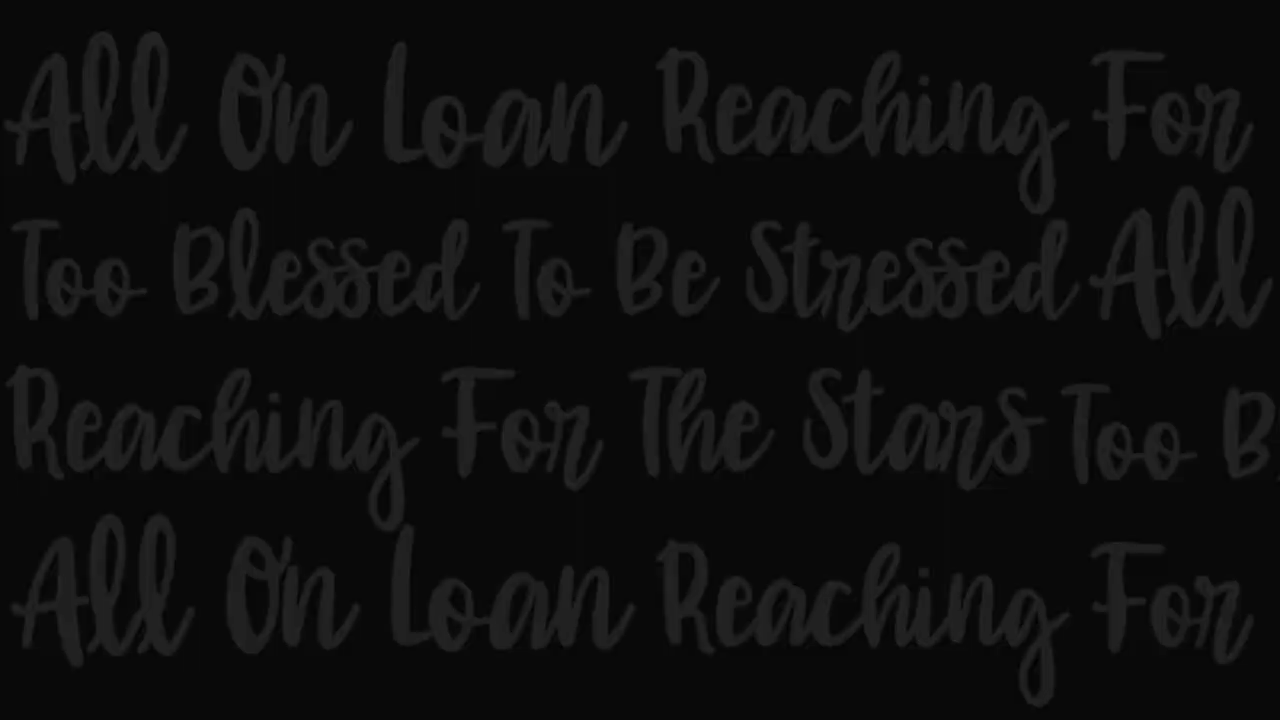 All On Loan Reaching For
Too Blessed To Be Stressed All
Reaching For The Stars Too B
All On Loan Reaching For